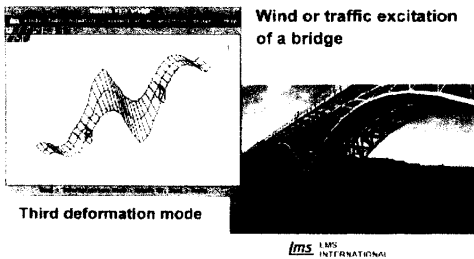 Wind or traffic excitation
of a bridge
Third deformation mode
lms LMS
INTERNATIONAL